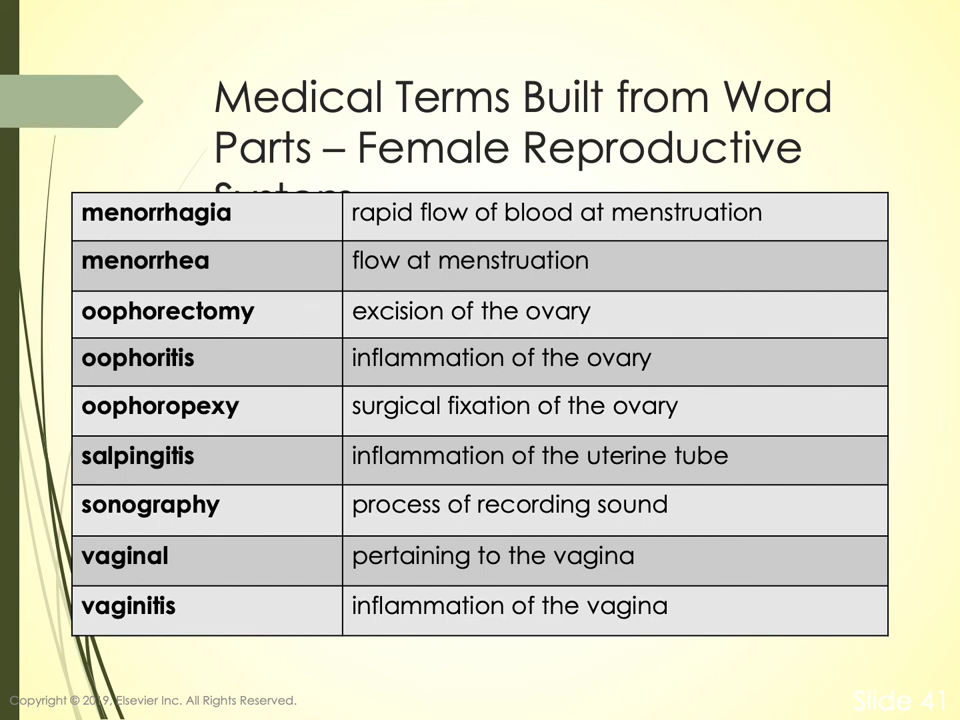 Medical Terms Built from Word
Parts – Female Reproductive
System
menorrhagia rapid flow of blood at menstruation
menorrhea flow at menstruation
oophorectomy excision of the ovary
oophoritis inflammation of the ovary
oophoropexy surgical fixation of the ovary
salpingitis inflammation of the uterine tube
sonography process of recording sound
vaginal pertaining to the vagina
vaginitis inflammation of the vagina
Copyright © 2019, Elsevier Inc. All Rights Reserved.
Slide 41